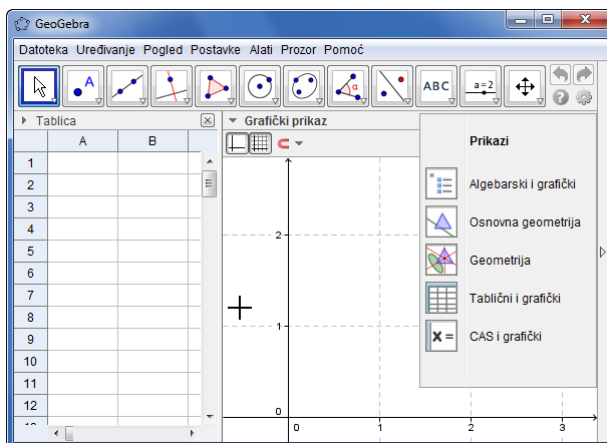 GeoGebra
Datoteka Uređivanje Pogled Postavke Alati Prozor Pomoć
A α ABC a=2
Tablica
A B
1
2
3
4
5
6
7
8
9
10
11
12
Grafički prikaz
2
1
0
0 1 2 3
Prikazi
Algebarski i grafički
Osnovna geometrija
Geometrija
Tablični i grafički
X = CAS i grafički